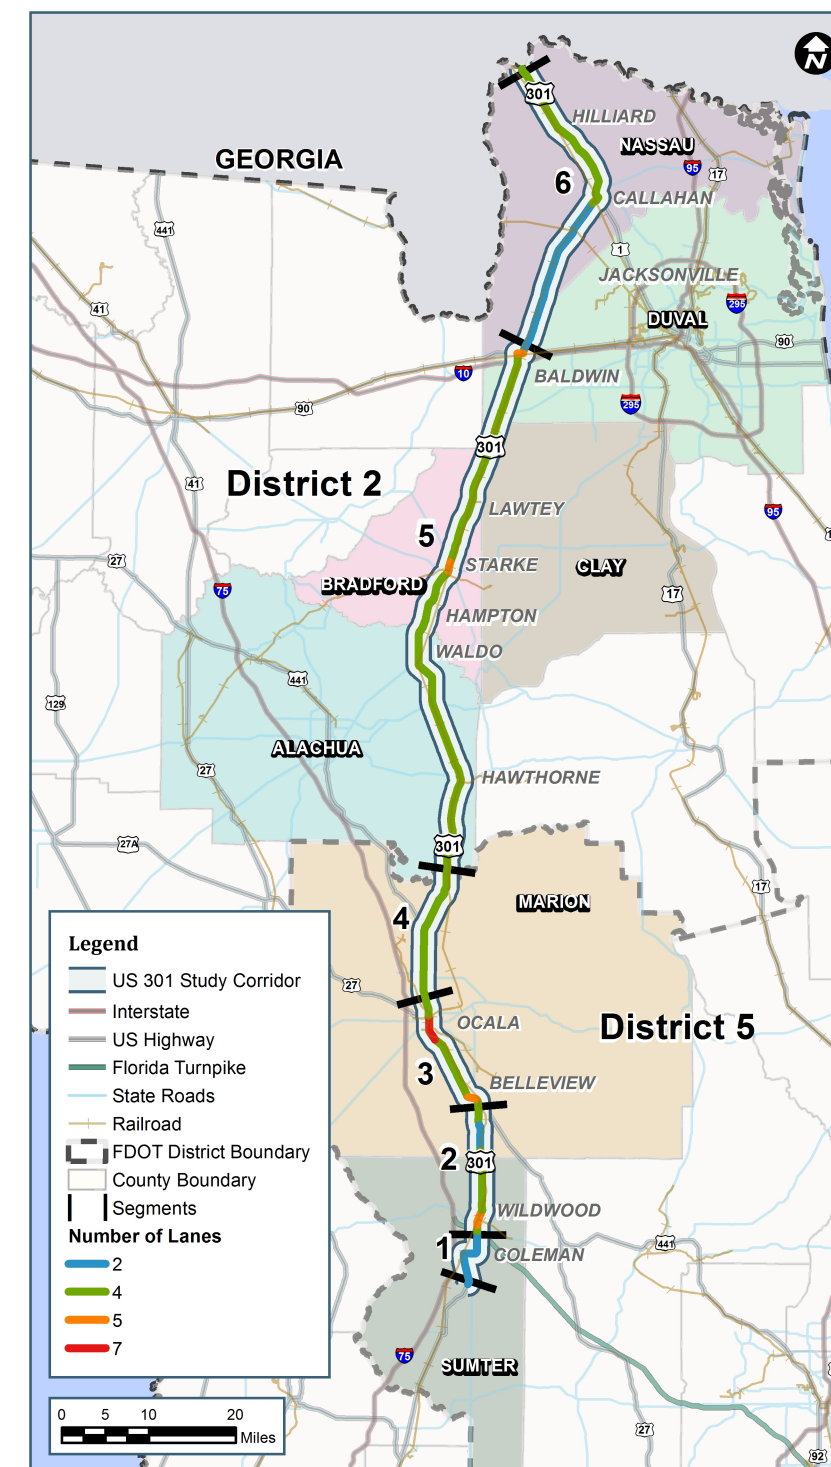 N
301
HILLIARD
GEORGIA
NASSAU
95
17
6
CALLAHAN
441
1
JACKSONVILLE
295
41
DUVAL
90
10
BALDWIN
90
295
301
41
District 2
LAWTEY
95
5
27
STARKE
CLAY
BRADFORD
75
17
HAMPTON
WALDO
441
129
ALACHUA
27
HAWTHORNE
27A
301
17
MARION
4
27
OCALA
District 5
3
BELLEVIEW
2
301
WILDWOOD
441
1
COLEMAN
75
SUMTER
27
92
Legend
US 301 Study Corridor
Interstate
US Highway
Florida Turnpike
State Roads
Railroad
FDOT District Boundary
County Boundary
Segments
Number of Lanes
2
4
5
7
0 5 10 20
Miles